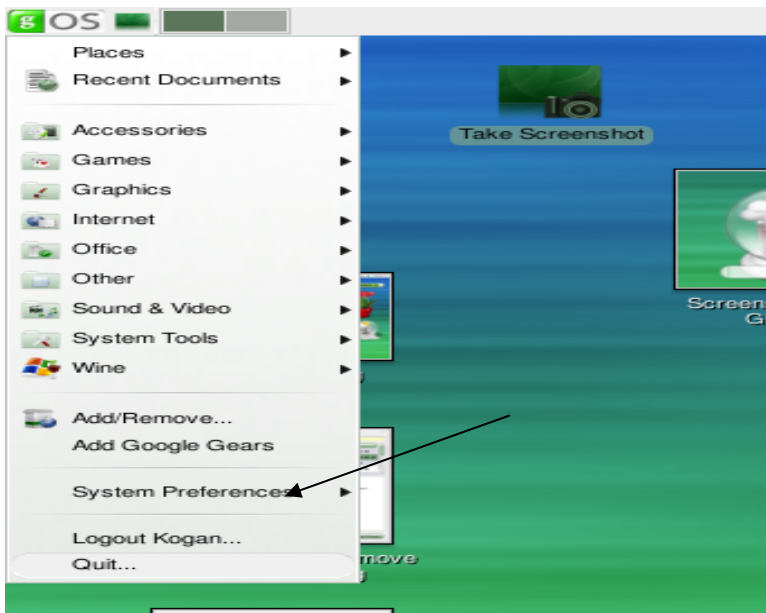 g OS
Places
Recent Documents
Accessories
Games
Graphics
Internet
Office
Other
Sound & Video
System Tools
Wine
Add/Remove...
Add Google Gears
System Preferences
Logout Kogan...
Quit...
Take Screenshot
Screen
G
move
g